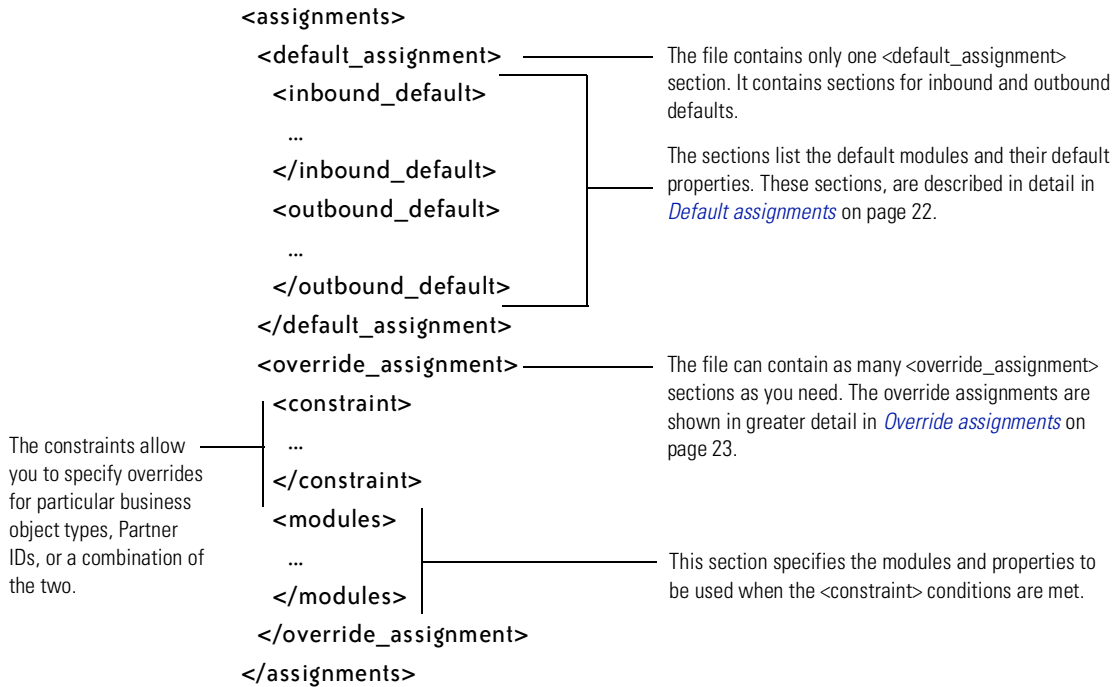 <assignments>
<default_assignment>
<inbound_default>
...
</inbound_default>
<outbound_default>
...
</outbound_default>
</default_assignment>
<override_assignment>
<constraint>
...
</constraint>
<modules>
...
</modules>
</override_assignment>
</assignments>
The file contains only one <default_assignment>
section. It contains sections for inbound and outbound
defaults.
The sections list the default modules and their default
properties. These sections, are described in detail in
Default assignments on page 22.
The file can contain as many <override_assignment>
sections as you need. The override assignments are
shown in greater detail in Override assignments on
page 23.
The constraints allow
you to specify overrides
for particular business
object types, Partner
IDs, or a combination of
the two.
This section specifies the modules and properties to
be used when the <constraint> conditions are met.